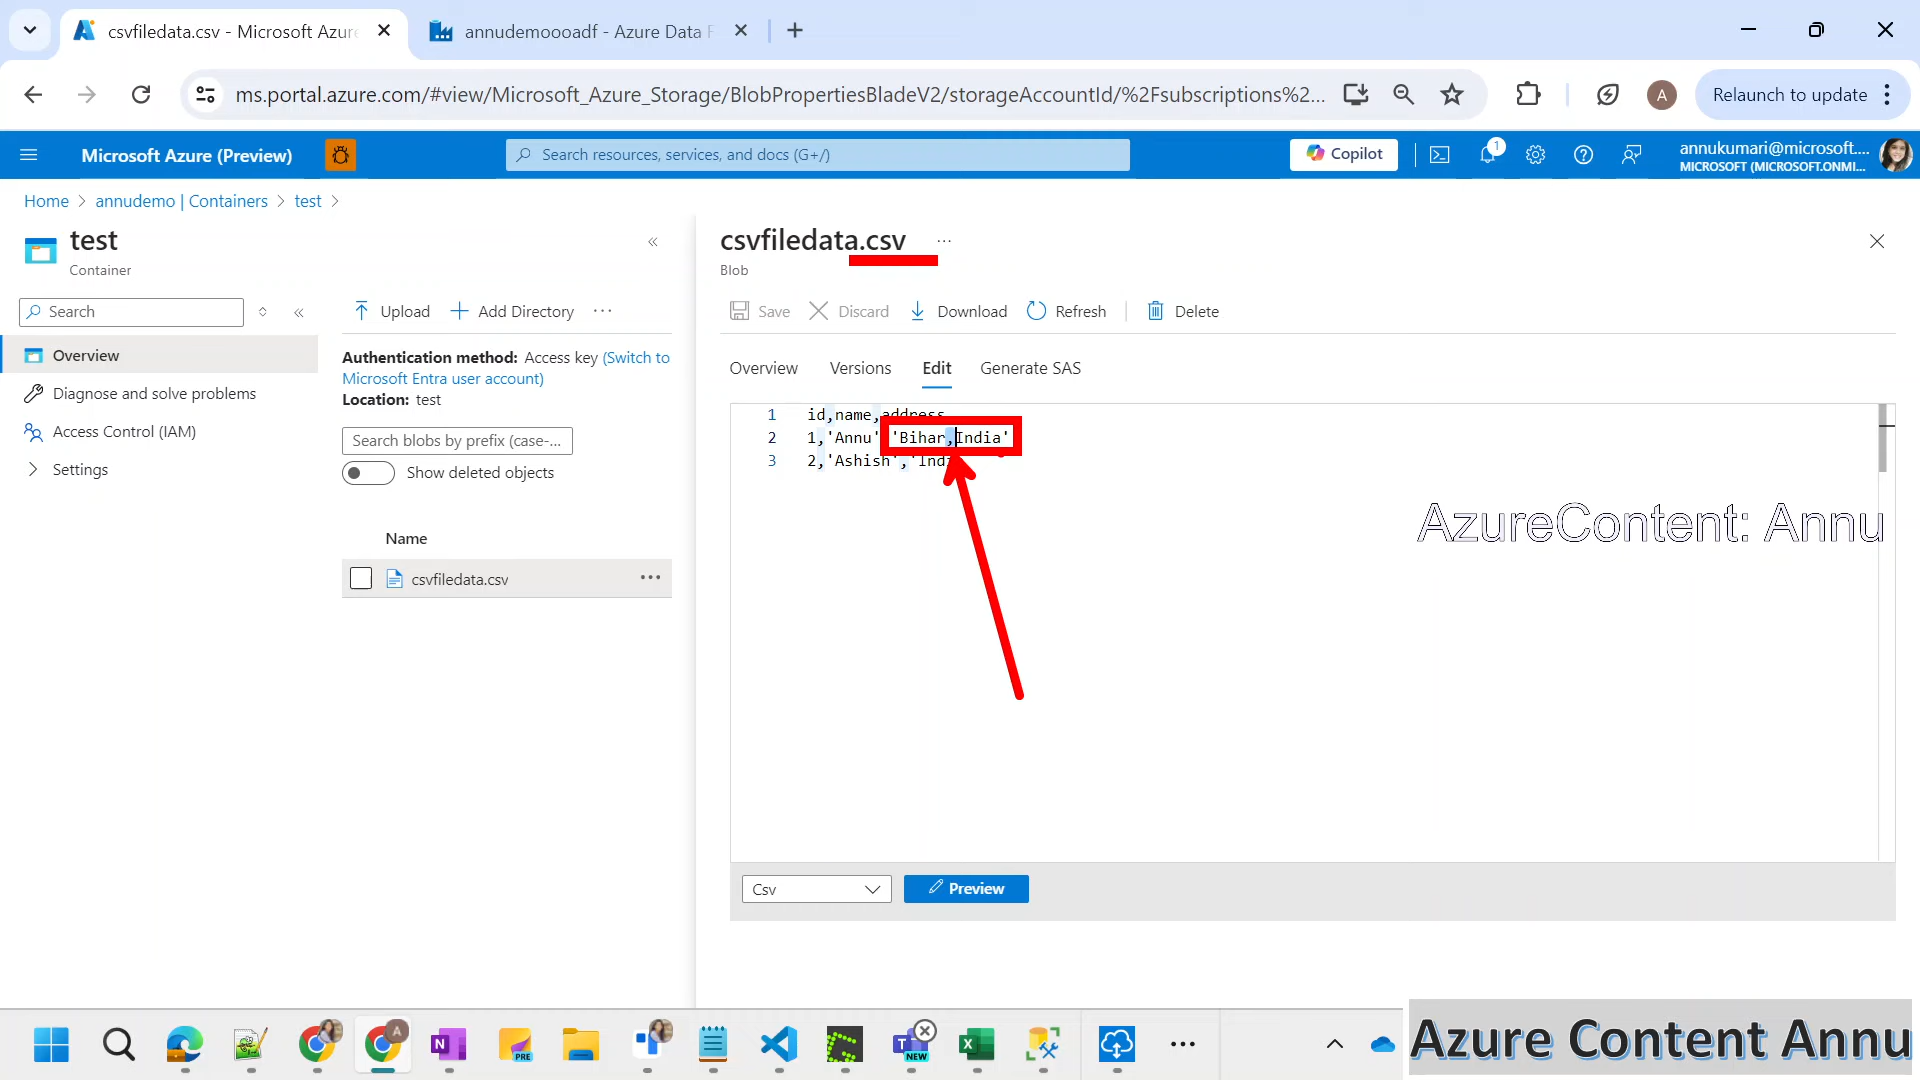 csvfiledata.csv - Microsoft Azure
annudemoooadf - Azure Data F
ms.portal.azure.com/#view/Microsoft_Azure_Storage/BlobPropertiesBladeV2/storageAccountId/%2Fsubscriptions%2...
A
Relaunch to update
Microsoft Azure (Preview)
Search resources, services, and docs (G+/)
Copilot
1
annukumari@microsoft....
MICROSOFT (MICROSOFT.ONMI...
Home > annudemo | Containers > test >
test
Container
Search
Overview
Diagnose and solve problems
Access Control (IAM)
Settings
Upload
Add Directory
Authentication method: Access key (Switch to
Microsoft Entra user account)
Location: test
Search blobs by prefix (case-...
Show deleted objects
Name
csvfiledata.csv
csvfiledata.csv
Blob
Save
Discard
Download
Refresh
Delete
Overview
Versions
Edit
Generate SAS
1 id,name,address
2 1,'Annu' 'Bihar,India'
3 2,'Ashish','Indi
AzureContent: Annu
Csv
Preview
PRE
NEW
A
Azure Content Annu